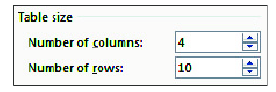 Table size
Number of columns: 4
Number of rows: 10